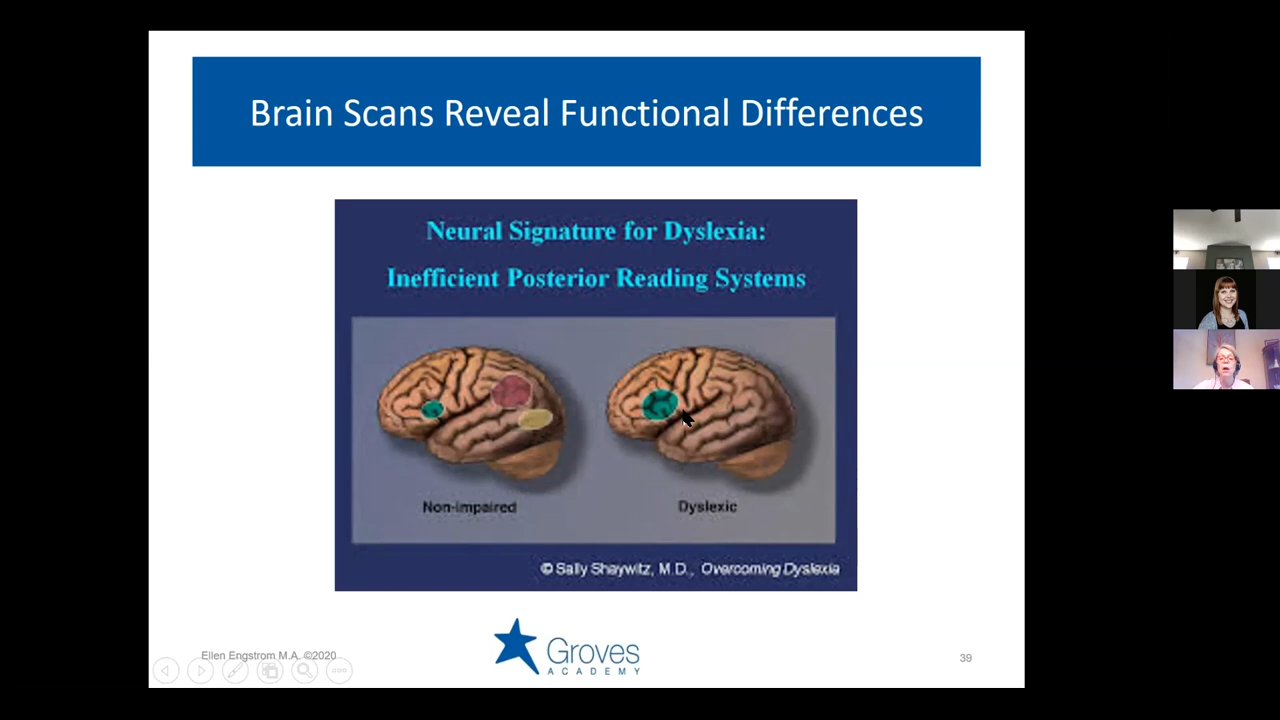 Brain Scans Reveal Functional Differences
Neural Signature for Dyslexia:
Inefficient Posterior Reading Systems
Non-impaired
Dyslexic
© Sally Shaywitz, M.D., Overcoming Dyslexia
Ellen Engstrom M.A. ©2020
Groves
ACADEMY
39